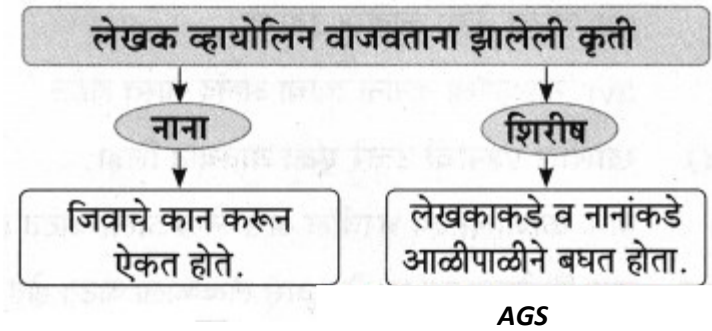 लेखक व्हायोलिन वाजवताना झालेली कृती
नाना
शिरीष
जिवाचे कान करून
ऐकत होते.
लेखकाकडे व नानांकडे
आळीपाळीने बघत होता.
AGS